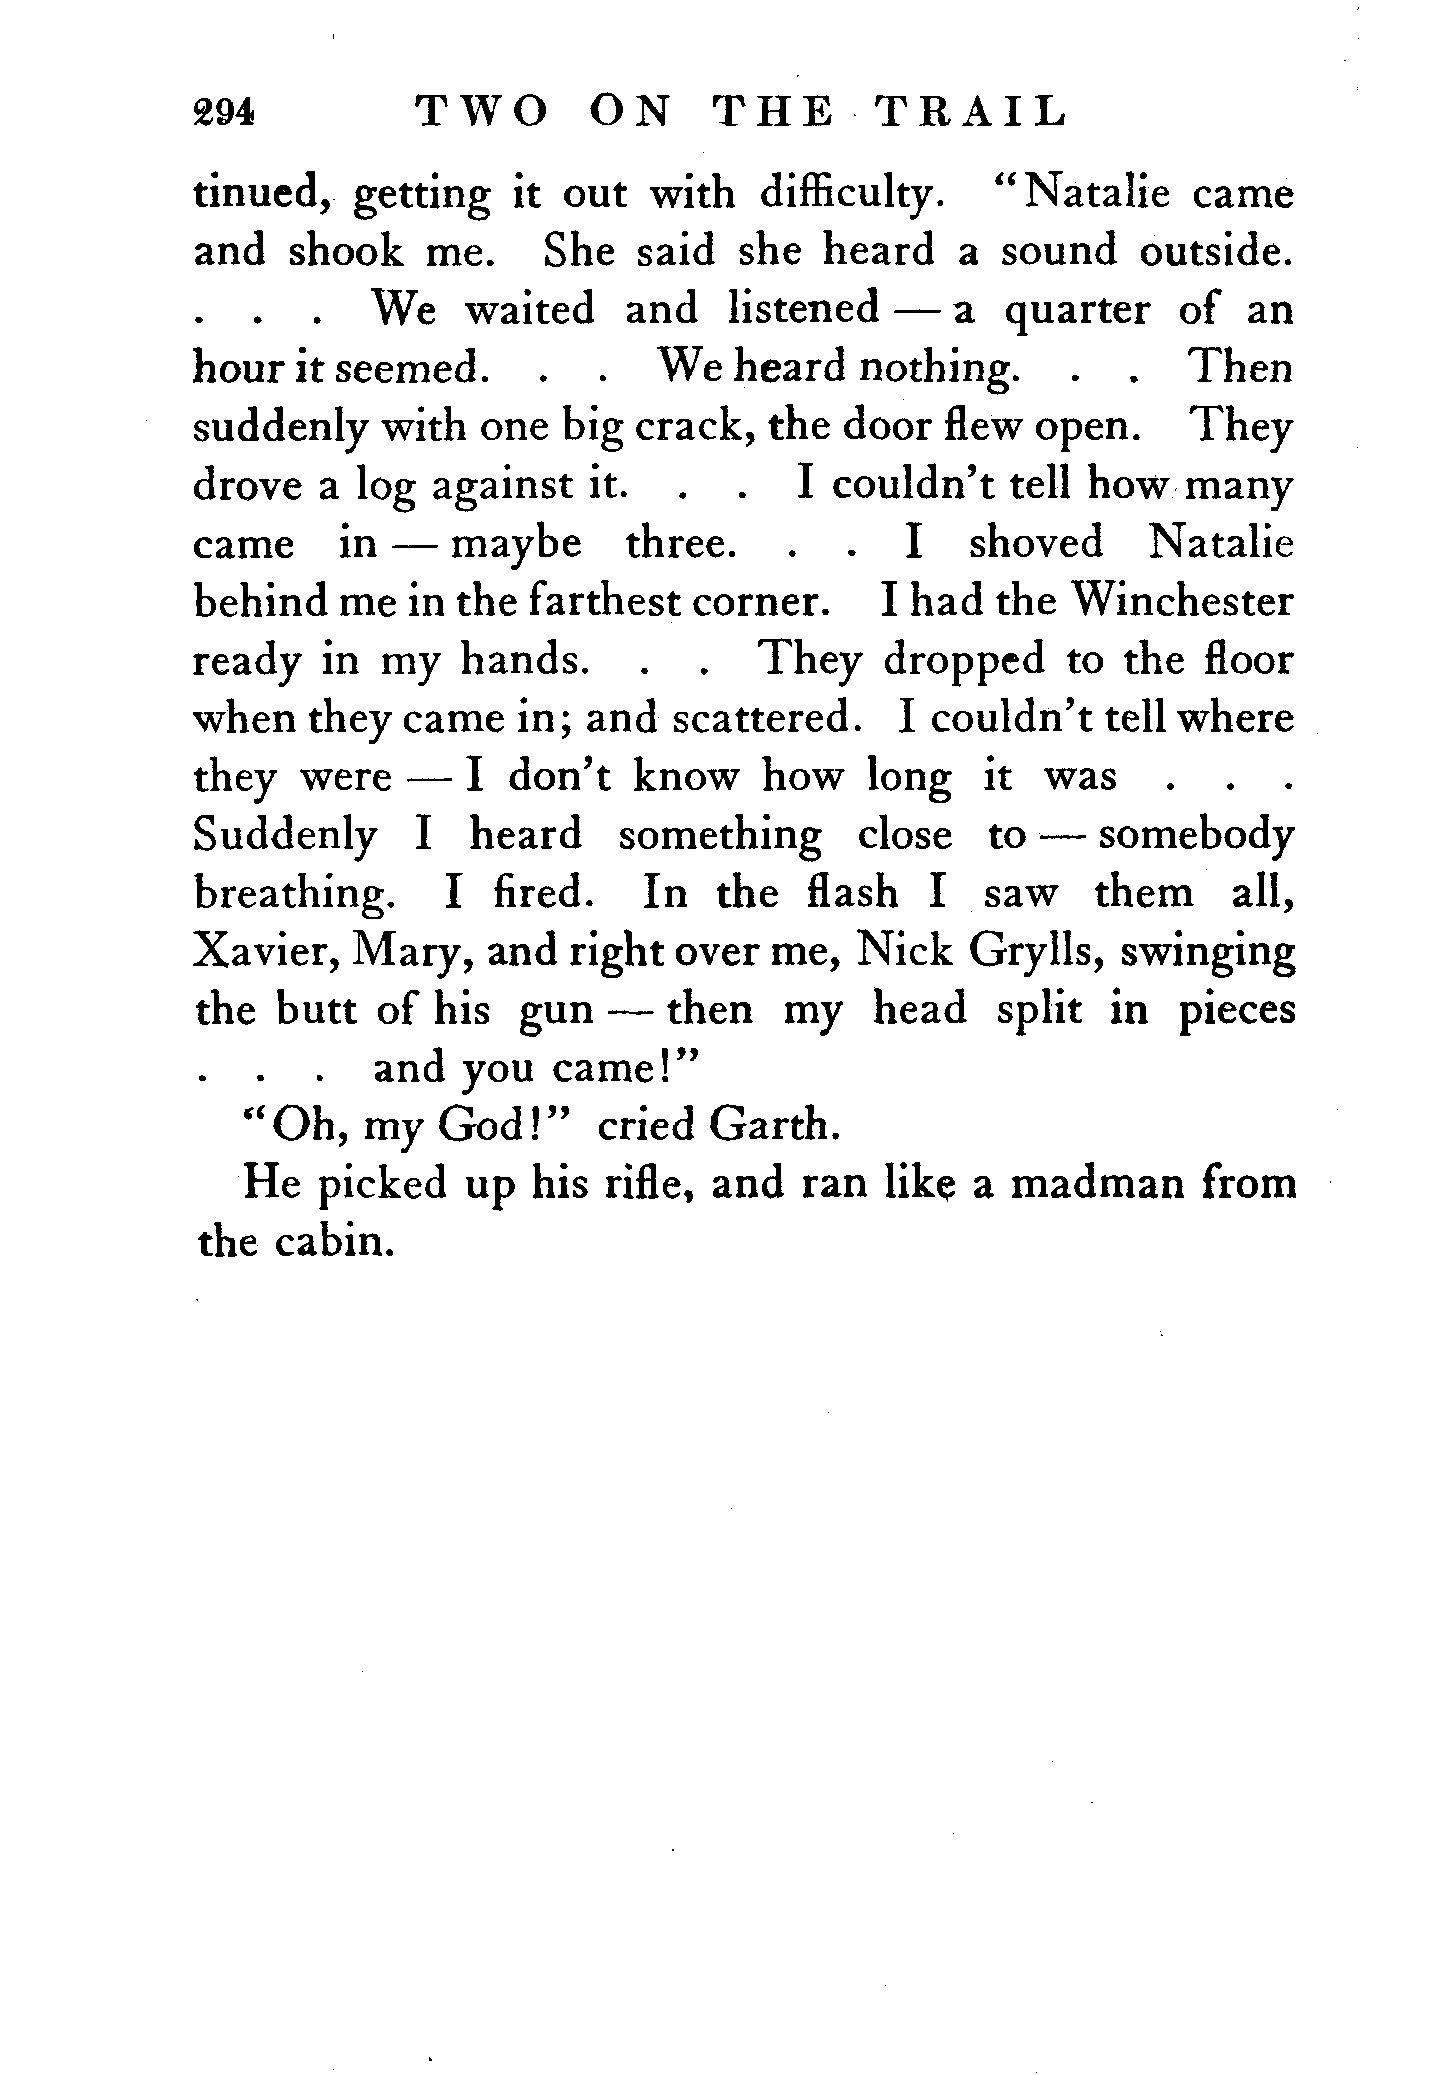 294 TWO ON THE TRAIL
tinued, getting it out with difficulty. "Natalie came
and shook me. She said she heard a sound outside.
. . . We waited and listened — a quarter of an
hour it seemed. . . We heard nothing. . . Then
suddenly with one big crack, the door flew open. They
drove a log against it. . . I couldn't tell how many
came in — maybe three. . . I shoved Natalie
behind me in the farthest corner. I had the Winchester
ready in my hands. . . They dropped to the floor
when they came in; and scattered. I couldn't tell where
they were — I don't know how long it was . . .
Suddenly I heard something close to — somebody
breathing. I fired. In the flash I saw them all,
Xavier, Mary, and right over me, Nick Grylls, swinging
the butt of his gun — then my head split in pieces
. . . and you came!"
"Oh, my God!" cried Garth.
He picked up his rifle, and ran like a madman from
the cabin.